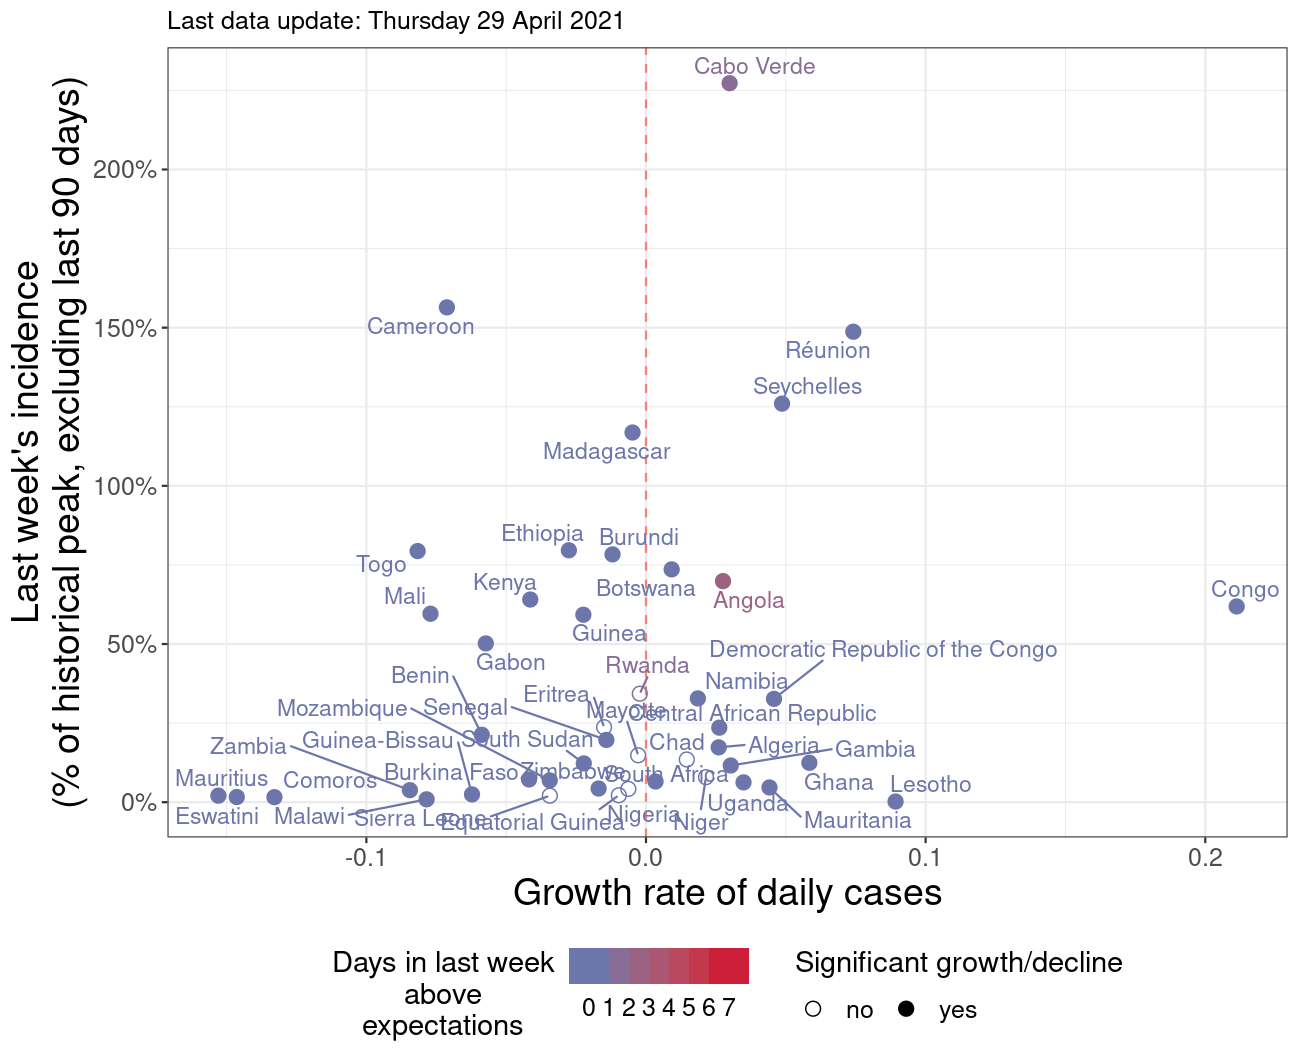 Last data update: Thursday 29 April 2021
Last week's incidence
(% of historical peak, excluding last 90 days)
200%
150%
100%
50%
0%
Cabo Verde
Cameroon
Réunion
Seychelles
Madagascar
Ethiopia
Burundi
Togo
Kenya
Botswana
Mali
Angola
Congo
Guinea
Gabon
Democratic Republic of the Congo
Rwanda
Benin
Namibia
Eritrea
Mozambique
Senegal
Mayotte
Central African Republic
Zambia
Guinea-Bissau
South Sudan
Chad
Algeria
Gambia
Mauritius
Comoros
Burkina Faso
Zimbabwe
South Africa
Ghana
Lesotho
Uganda
Eswatini
Malawi
Sierra Leone
Equatorial Guinea
Nigeria
Niger
Mauritania
-0.1
0.0
0.1
0.2
Growth rate of daily cases
Days in last week
above
expectations
0 1 2 3 4 5 6 7
Significant growth/decline
no
yes